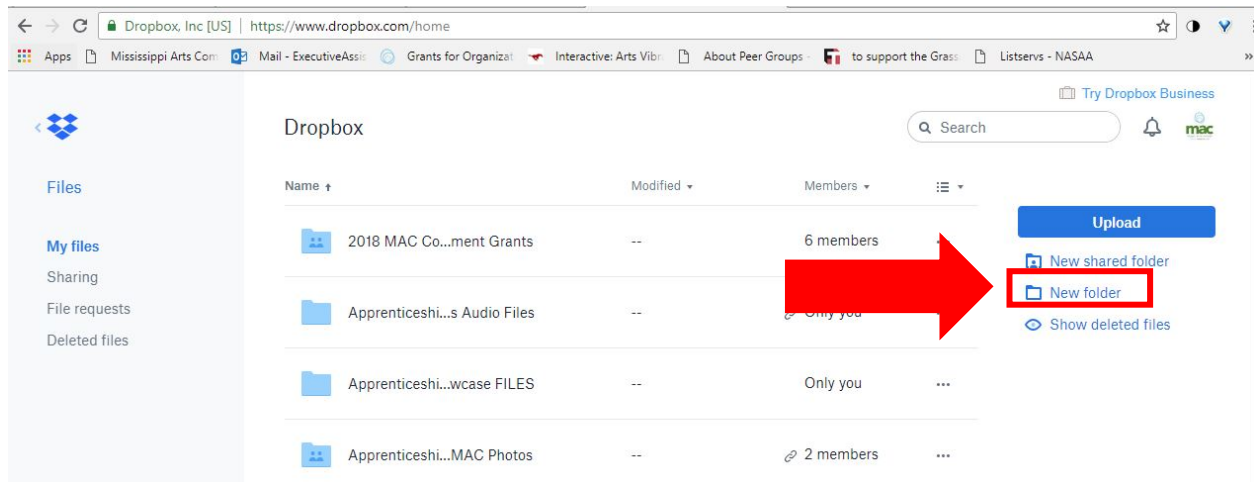 Dropbox, Inc [US] | https://www.dropbox.com/home
Apps Mississippi Arts Com Mail - ExecutiveAssis Grants for Organizat Interactive: Arts Vibr About Peer Groups - to support the Grass Listservs - NASAA »
Try Dropbox Business
Dropbox
Search
mac
Files
Name Modified Members
Upload
My files
2018 MAC Co...ment Grants -- 6 members
New shared folder
Sharing
New folder
File requests
Apprenticeshi...s Audio Files -- Only you
Show deleted files
Deleted files
Apprenticeshi...wcase FILES -- Only you ...
Apprenticeshi...MAC Photos -- 2 members ...